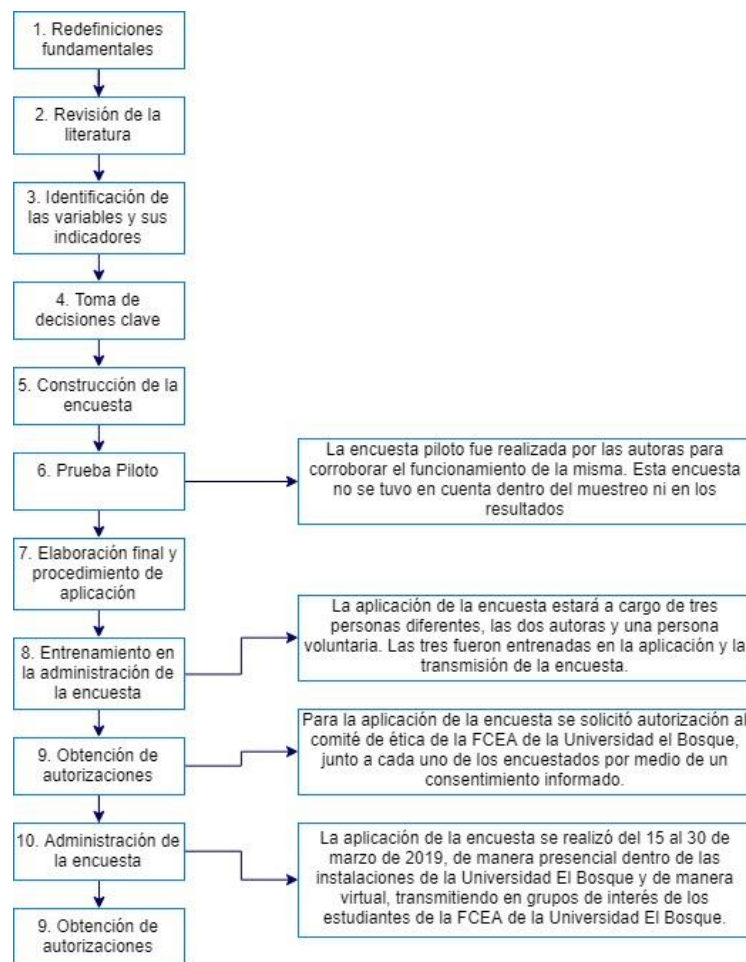 1. Redefiniciones
fundamentales
2. Revisión de la
literatura
3. Identificación de
las variables y sus
indicadores
4. Toma de
decisiones clave
5. Construcción de la
encuesta
6. Prueba Piloto
La encuesta piloto fue realizada por las autoras para
corroborar el funcionamiento de la misma. Esta encuesta
no se tuvo en cuenta dentro del muestreo ni en los
resultados
7. Elaboración final y
procedimiento de
aplicación
8. Entrenamiento en
la administración de
la encuesta
La aplicación de la encuesta estará a cargo de tres
personas diferentes, las dos autoras y una persona
voluntaria. Las tres fueron entrenadas en la aplicación y la
transmisión de la encuesta.
9. Obtención de
autorizaciones
Para la aplicación de la encuesta se solicitó autorización al
comité de ética de la FCEA de la Universidad el Bosque,
junto a cada uno de los encuestados por medio de un
consentimiento informado.
10. Administración de
la encuesta
La aplicación de la encuesta se realizó del 15 al 30 de
marzo de 2019, de manera presencial dentro de las
instalaciones de la Universidad El Bosque y de manera
virtual, transmitiendo en grupos de interés de los
estudiantes de la FCEA de la Universidad El Bosque.
9. Obtención de
autorizaciones